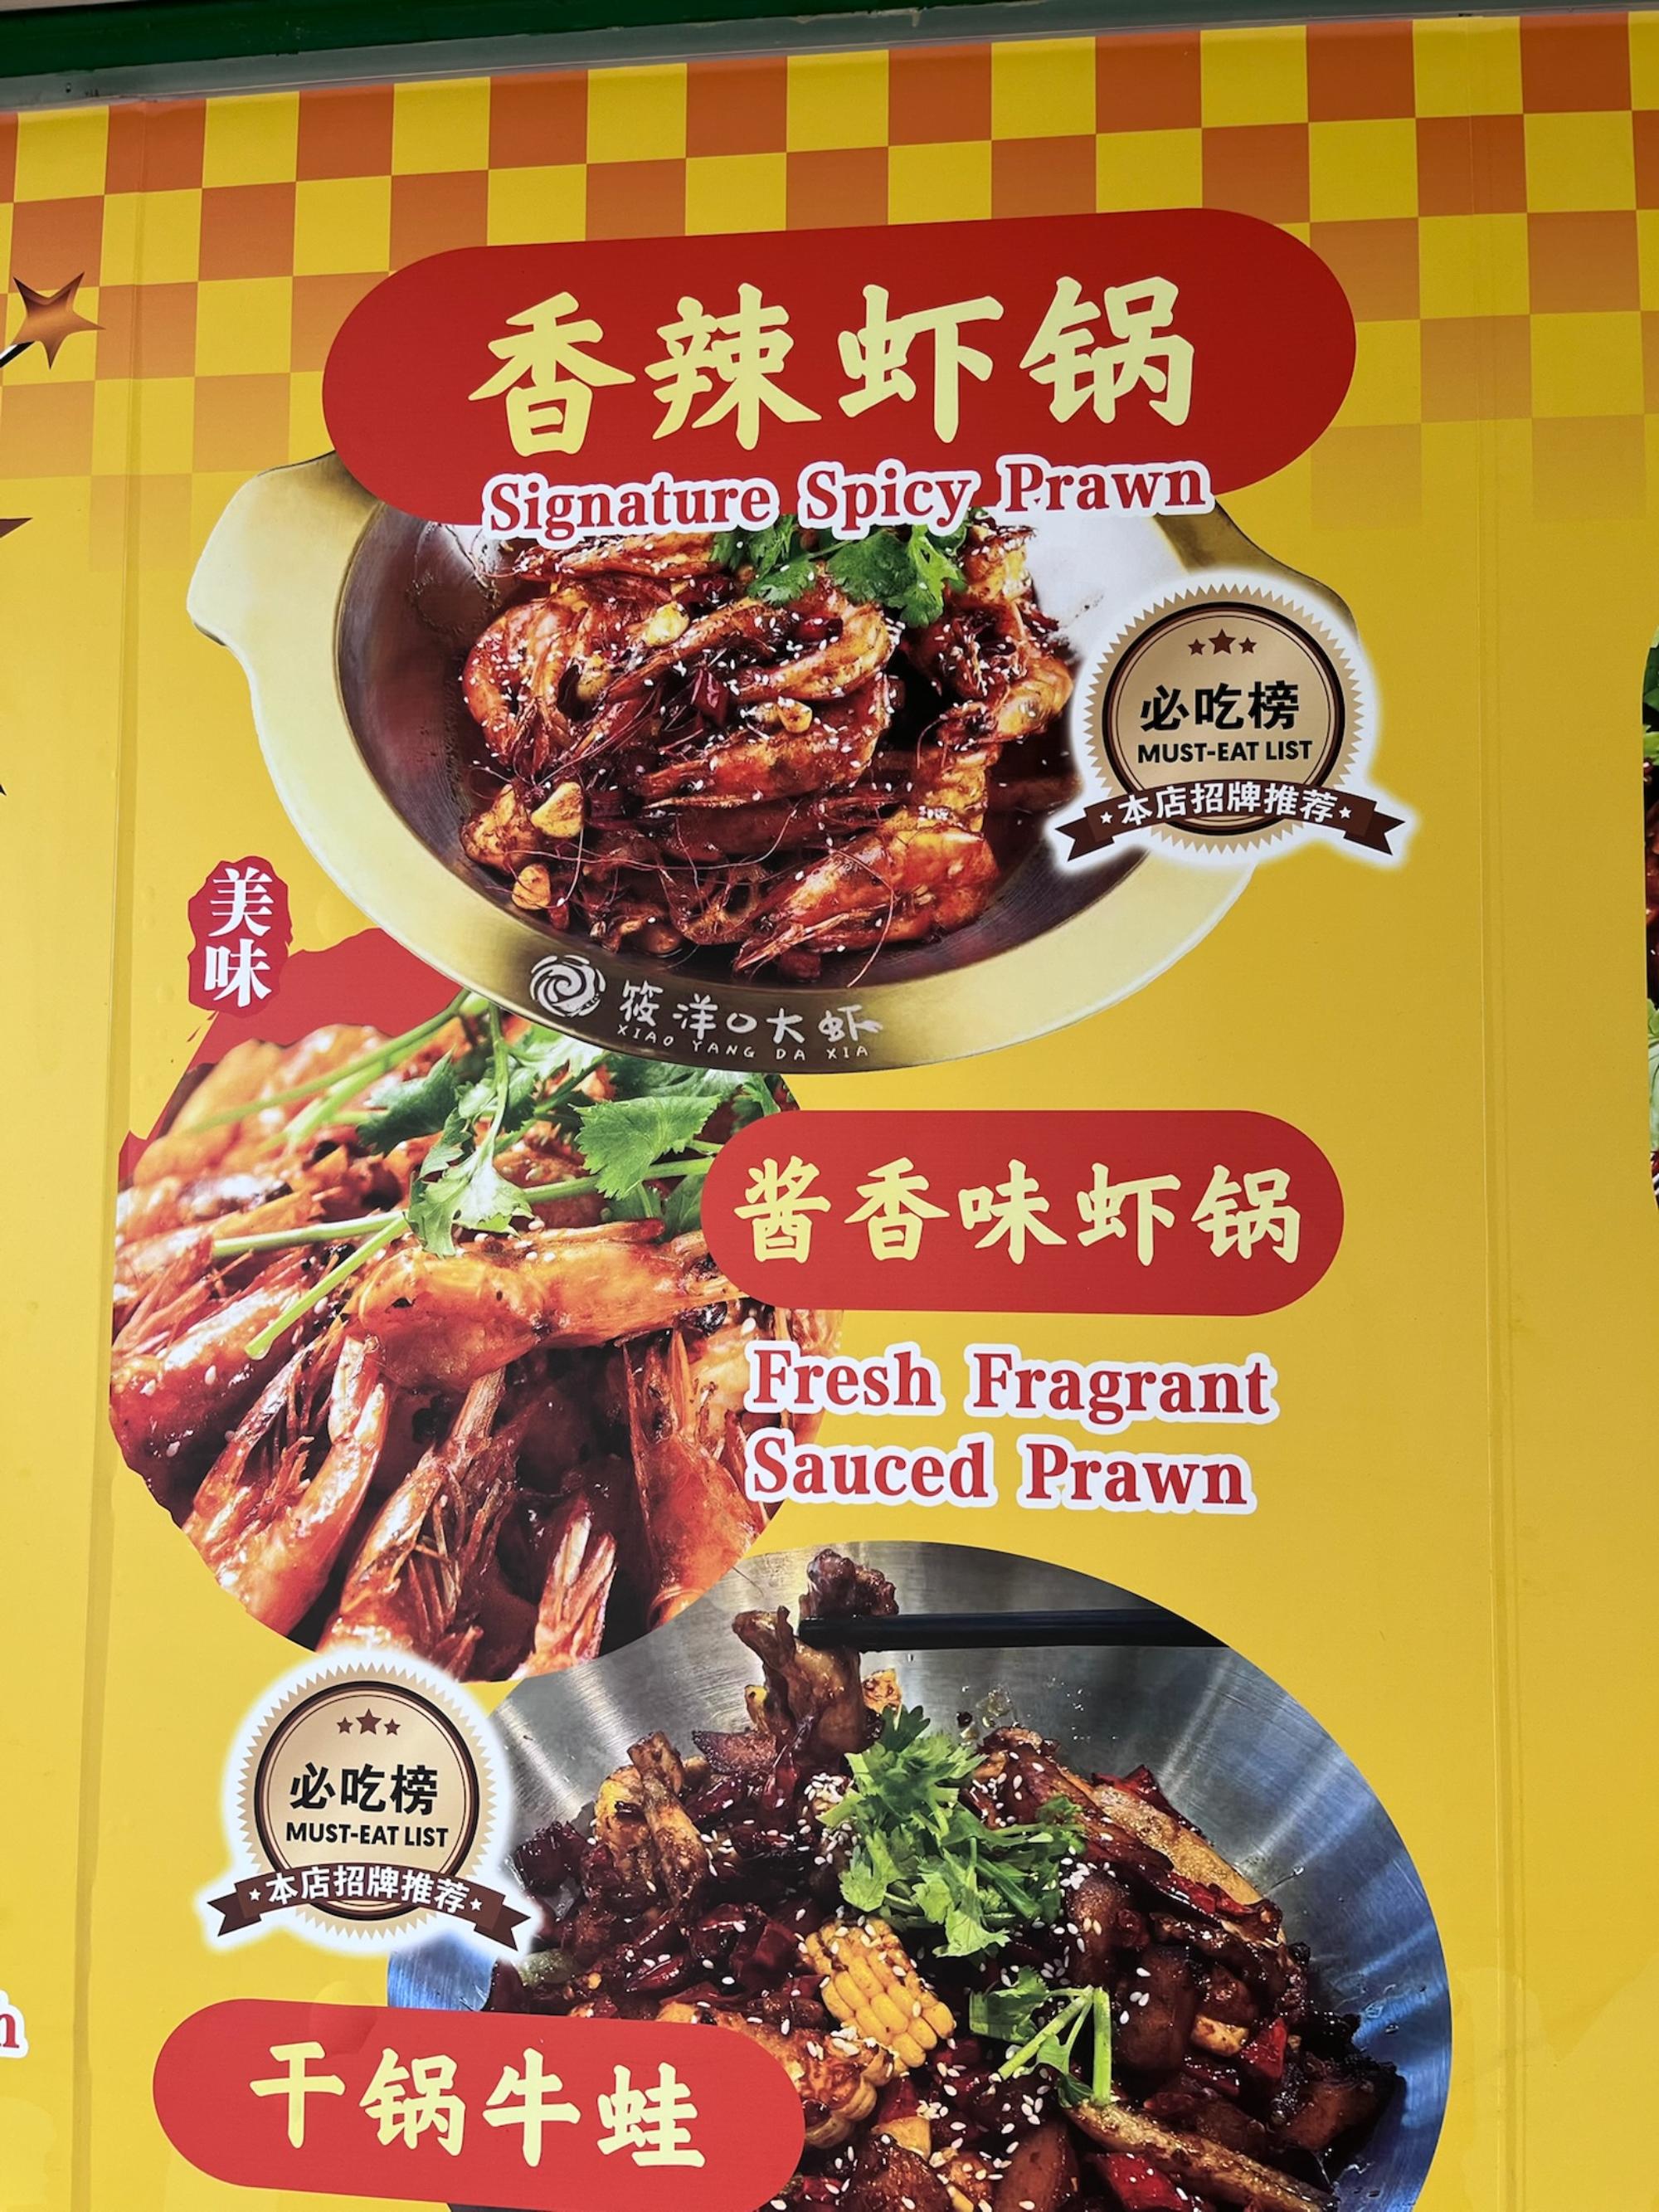 香辣虾锅
Signature Spicy Prawn
必吃榜
MUST-EAT LIST
本店招牌推荐
美味
筱洋大虾
XIAO YANG DA XIA
酱香味虾锅
Fresh Fragrant
Sauced Prawn
必吃榜
MUST-EAT LIST
本店招牌推荐
干锅牛蛙